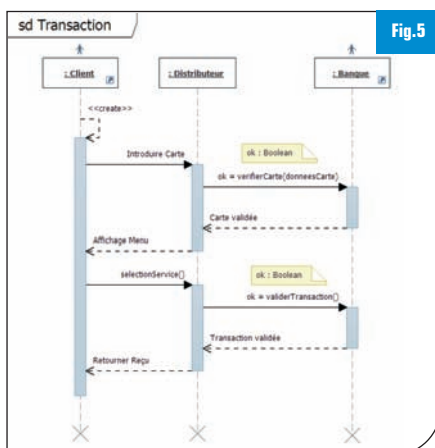 sd Transaction
Fig.5
: Client
: Distributeur
: Banque
<<create>>
Introduire Carte
ok : Boolean
ok = verifierCarte(donneesCarte)
Carte validée
Affichage Menu
selectionService()
ok : Boolean
ok = validerTransaction()
Transaction validée
Retourner Reçu